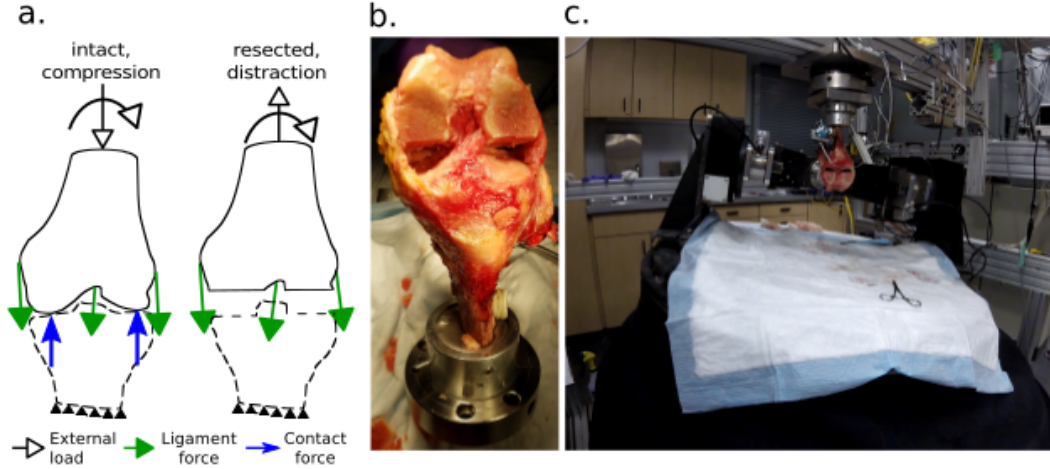 a.
b.
c.
intact,
compression
resected,
distraction
External
load
Ligament
force
Contact
force